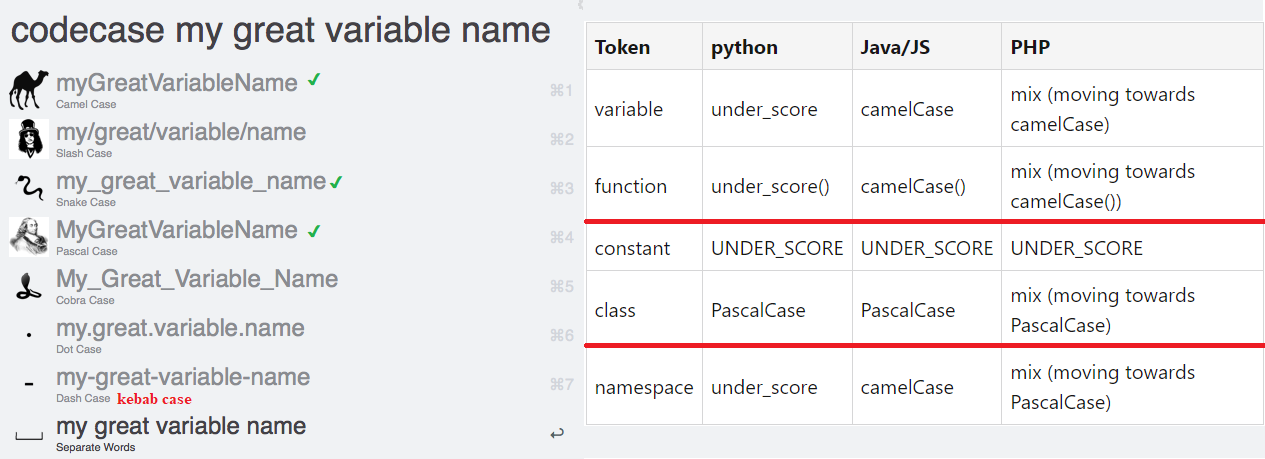 codecase my great variable name
myGreatVariableName ✓
Camel Case
⌘1
my/great/variable/name
Slash Case
⌘2
my_great_variable_name ✓
Snake Case
⌘3
MyGreatVariableName ✓
Pascal Case
⌘4
My_Great_Variable_Name
Cobra Case
⌘5
my.great.variable.name
Dot Case
⌘6
my-great-variable-name
Dash Case kebab case
⌘7
my great variable name
Separate Words
↩
Token python Java/JS PHP
variable under_score camelCase mix (moving towards
camelCase)
function under_score() camelCase() mix (moving towards
camelCase())
constant UNDER_SCORE UNDER_SCORE UNDER_SCORE
class PascalCase PascalCase mix (moving towards
PascalCase)
namespace under_score camelCase mix (moving towards
PascalCase)